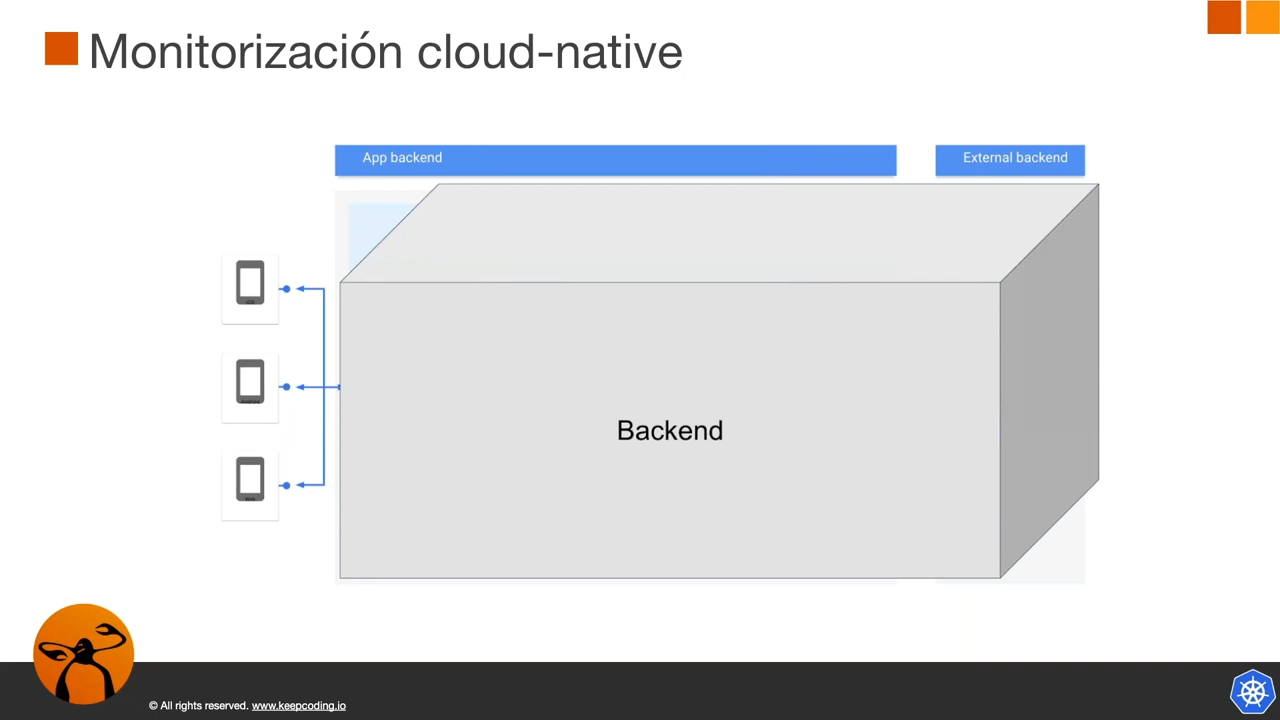 Monitorización cloud-native
App backend
External backend
Backend
© All rights reserved. www.keepcoding.io